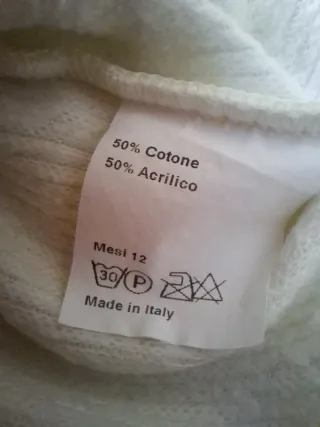 50% Cotone
50% Acrilico
Mesi 12
30 P
Made in Italy